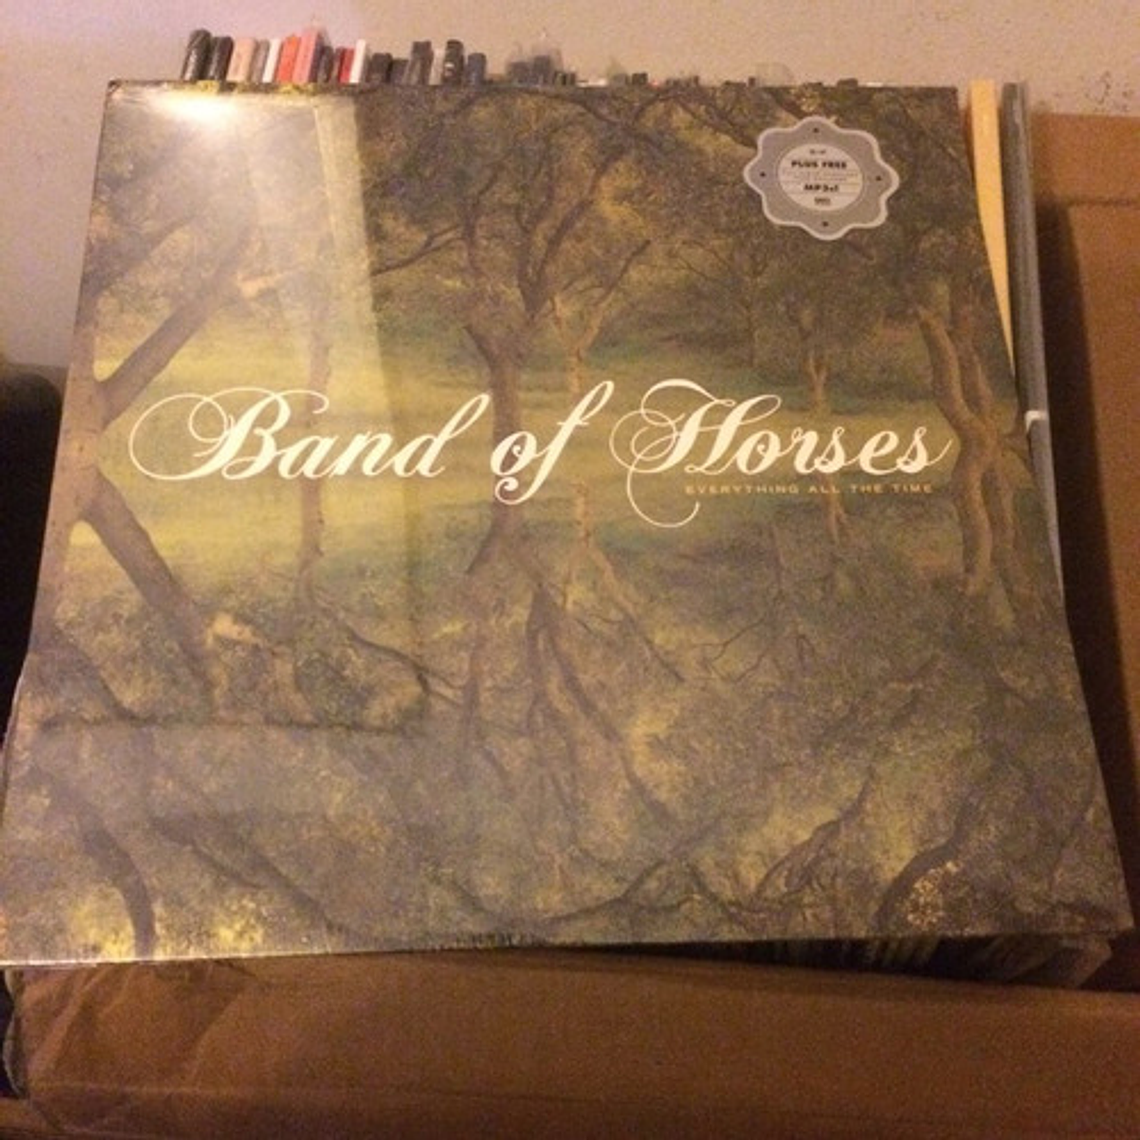 PLUS FREE
MP3s!
Band of Horses
EVERYTHING ALL THE TIME